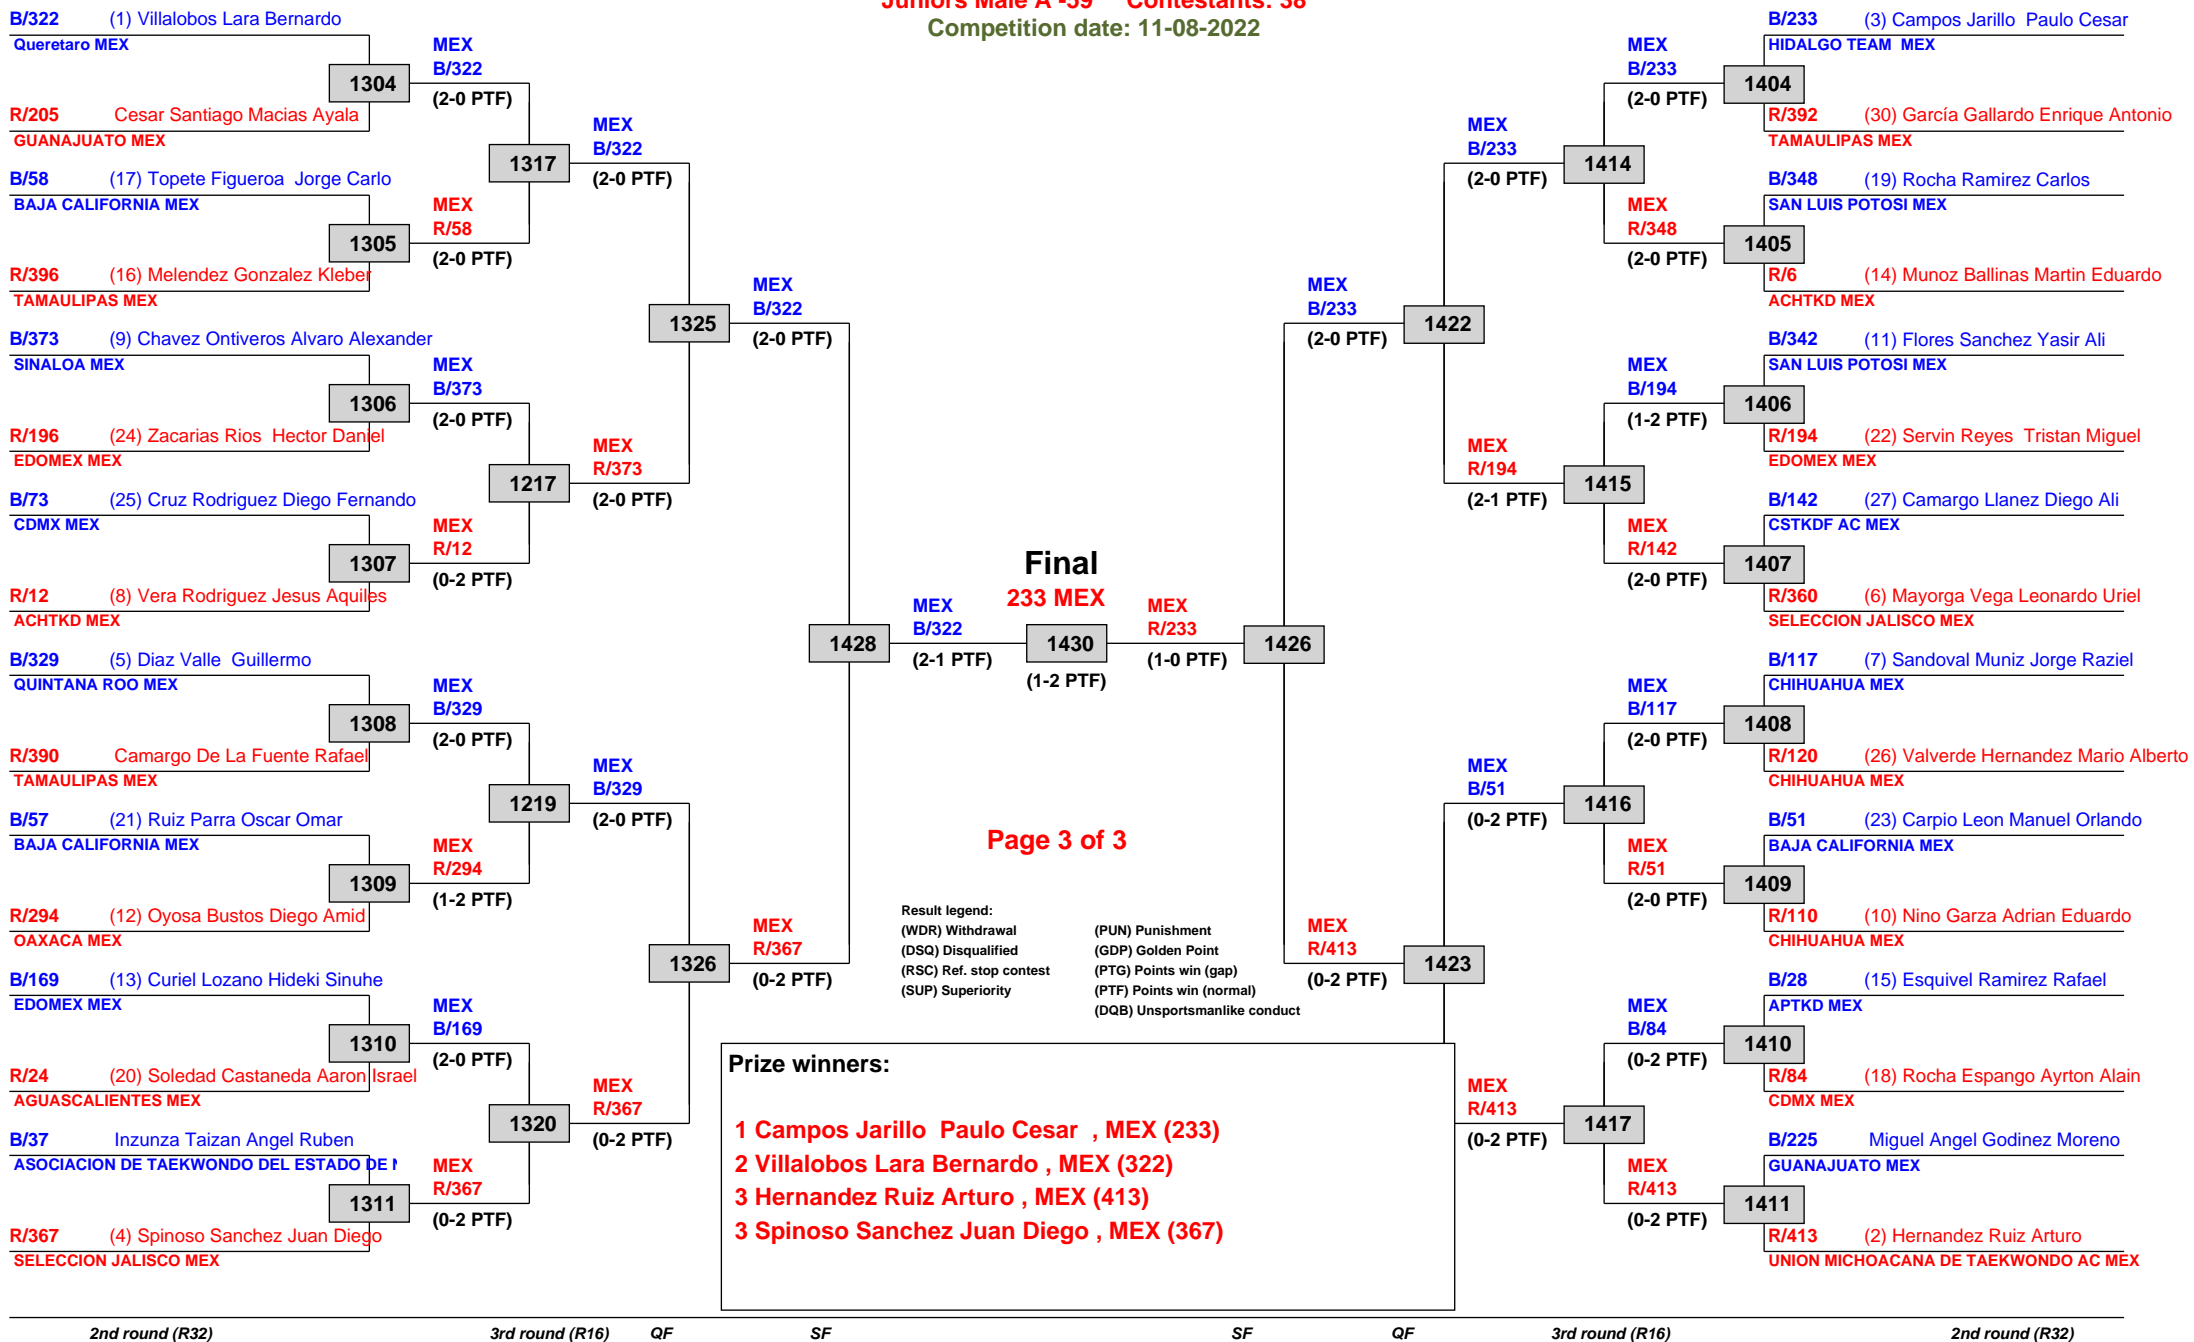 Juniors Male A -59 Contestants: 38
Competition date: 11-08-2022
B/322 (1) Villalobos Lara Bernardo
Queretaro MEX
1304
R/205 Cesar Santiago Macias Ayala
GUANAJUATO MEX
B/58 (17) Topete Figueroa Jorge Carlo
BAJA CALIFORNIA MEX
1305
R/396 (16) Melendez Gonzalez Kleber
TAMAULIPAS MEX
B/373 (9) Chavez Ontiveros Alvaro Alexander
SINALOA MEX
1306
R/196 (24) Zacarias Rios Hector Daniel
EDOMEX MEX
B/73 (25) Cruz Rodriguez Diego Fernando
CDMX MEX
1307
R/12 (8) Vera Rodriguez Jesus Aquiles
ACHTKD MEX
B/329 (5) Diaz Valle Guillermo
QUINTANA ROO MEX
1308
R/390 Camargo De La Fuente Rafael
TAMAULIPAS MEX
B/57 (21) Ruiz Parra Oscar Omar
BAJA CALIFORNIA MEX
1309
R/294 (12) Oyosa Bustos Diego Amid
OAXACA MEX
B/169 (13) Curiel Lozano Hideki Sinuhe
EDOMEX MEX
1310
R/24 (20) Soledad Castaneda Aaron Israel
AGUASCALIENTES MEX
B/37 Inzunza Taizan Angel Ruben
ASOCIACION DE TAEKWONDO DEL ESTADO DE
1311
R/367 (4) Spinoso Sanchez Juan Diego
SELECCION JALISCO MEX
MEX
B/322
(2-0 PTF)
1317
MEX
R/58
(2-0 PTF)
MEX
B/373
(2-0 PTF)
1217
MEX
R/12
(0-2 PTF)
MEX
B/329
(2-0 PTF)
1219
MEX
R/294
(1-2 PTF)
MEX
B/169
(2-0 PTF)
1320
MEX
R/367
(0-2 PTF)
MEX
B/322
(2-0 PTF)
1325
MEX
R/373
(2-0 PTF)
MEX
B/329
(2-0 PTF)
1326
MEX
R/367
(0-2 PTF)
MEX
B/322
(2-0 PTF)
1428
MEX
R/367
(0-2 PTF)
MEX
B/322
(2-1 PTF)
Final
233 MEX
1430
(1-2 PTF)
MEX
R/233
(1-0 PTF)
1426
MEX
B/233
(2-0 PTF)
1422
MEX
R/413
(0-2 PTF)
1423
MEX
B/233
(2-0 PTF)
1414
MEX
R/194
(2-1 PTF)
1415
MEX
B/51
(0-2 PTF)
1416
MEX
R/413
(0-2 PTF)
1417
MEX
B/233
(2-0 PTF)
1404
MEX
R/348
(2-0 PTF)
1405
MEX
B/194
(1-2 PTF)
1406
MEX
R/142
(2-0 PTF)
1407
MEX
B/117
(2-0 PTF)
1408
MEX
R/51
(2-0 PTF)
1409
MEX
B/84
(0-2 PTF)
1410
MEX
R/413
(0-2 PTF)
1411
B/233 (3) Campos Jarillo Paulo Cesar
HIDALGO TEAM MEX
R/392 (30) García Gallardo Enrique Antonio
TAMAULIPAS MEX
B/348 (19) Rocha Ramirez Carlos
SAN LUIS POTOSI MEX
R/6 (14) Munoz Ballinas Martin Eduardo
ACHTKD MEX
B/342 (11) Flores Sanchez Yasir Ali
SAN LUIS POTOSI MEX
R/194 (22) Servin Reyes Tristan Miguel
EDOMEX MEX
B/142 (27) Camargo Llanez Diego Ali
CSTKDF AC MEX
R/360 (6) Mayorga Vega Leonardo Uriel
SELECCION JALISCO MEX
B/117 (7) Sandoval Muniz Jorge Raziel
CHIHUAHUA MEX
R/120 (26) Valverde Hernandez Mario Alberto
CHIHUAHUA MEX
B/51 (23) Carpio Leon Manuel Orlando
BAJA CALIFORNIA MEX
R/110 (10) Nino Garza Adrian Eduardo
CHIHUAHUA MEX
B/28 (15) Esquivel Ramirez Rafael
APTKD MEX
R/84 (18) Rocha Espango Ayrton Alain
CDMX MEX
B/225 Miguel Angel Godinez Moreno
GUANAJUATO MEX
R/413 (2) Hernandez Ruiz Arturo
UNION MICHOACANA DE TAEKWONDO AC MEX
Page 3 of 3
Result legend:
(WDR) Withdrawal (PUN) Punishment
(DSQ) Disqualified (GDP) Golden Point
(RSC) Ref. stop contest (PTG) Points win (gap)
(SUP) Superiority (PTF) Points win (normal)
(DQB) Unsportsmanlike conduct
Prize winners:
1 Campos Jarillo Paulo Cesar , MEX (233)
2 Villalobos Lara Bernardo , MEX (322)
3 Hernandez Ruiz Arturo , MEX (413)
3 Spinoso Sanchez Juan Diego , MEX (367)
2nd round (R32) 3rd round (R16) QF SF SF QF 3rd round (R16) 2nd round (R32)